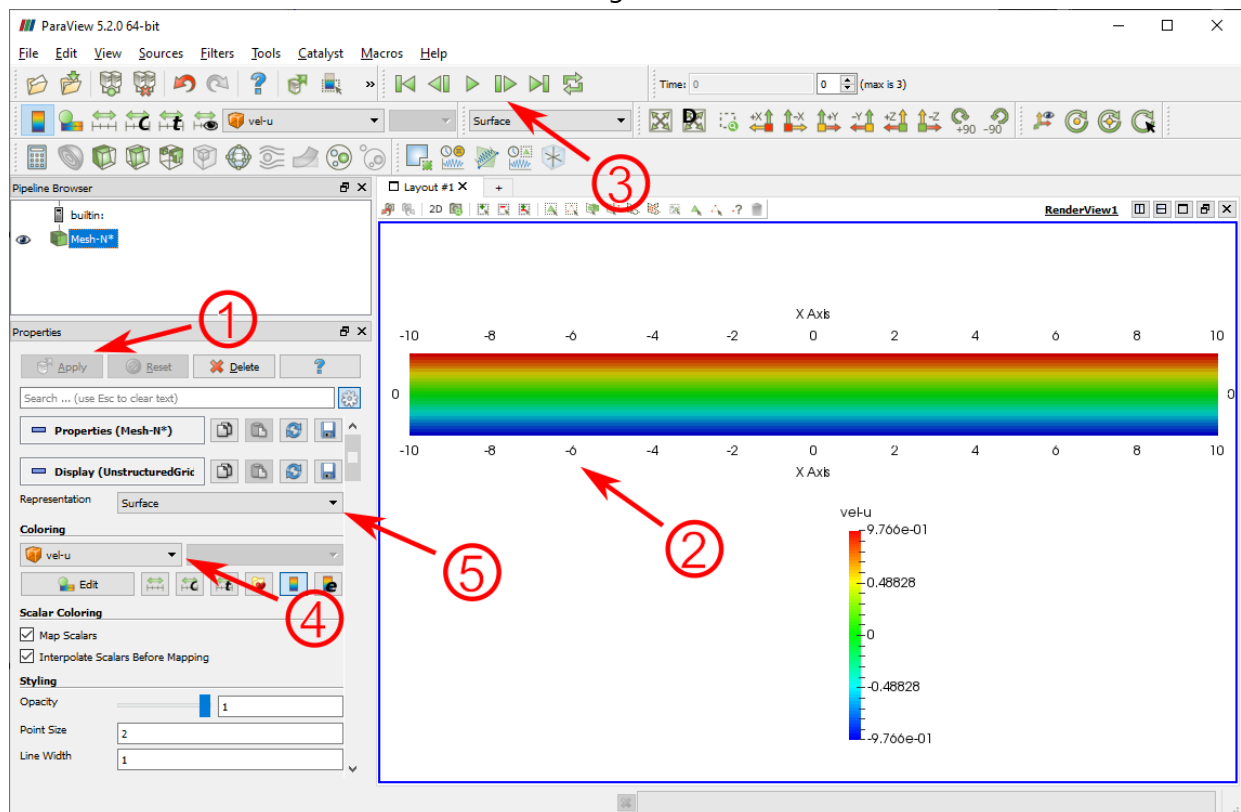 ParaView 5.2.0 64-bit
File Edit View Sources Filters Tools Catalyst Macros Help
Time: 0 0 (max is 3)
vel-u Surface +X -X +Y -Y +Z -Z +90 -90
Pipeline Browser
Layout #1
builtin:
2D
RenderView1
Mesh-N*
3
1
Properties
Apply Reset Delete ?
Search ... (use Esc to clear text)
Properties (Mesh-N*)
Display (UnstructuredGric
Representation Surface
Coloring
vel-u
Edit
Scalar Coloring
Map Scalars
Interpolate Scalars Before Mapping
Styling
Opacity 1
Point Size 2
Line Width 1
X Axis
-10 -8 -6 -4 -2 0 2 4 6 8 10
0 0
-10 -8 -6 -4 -2 0 2 4 6 8 10
X Axis
2
5
4
vel-u
9.766e-01
0.48828
0
-0.48828
-9.766e-01